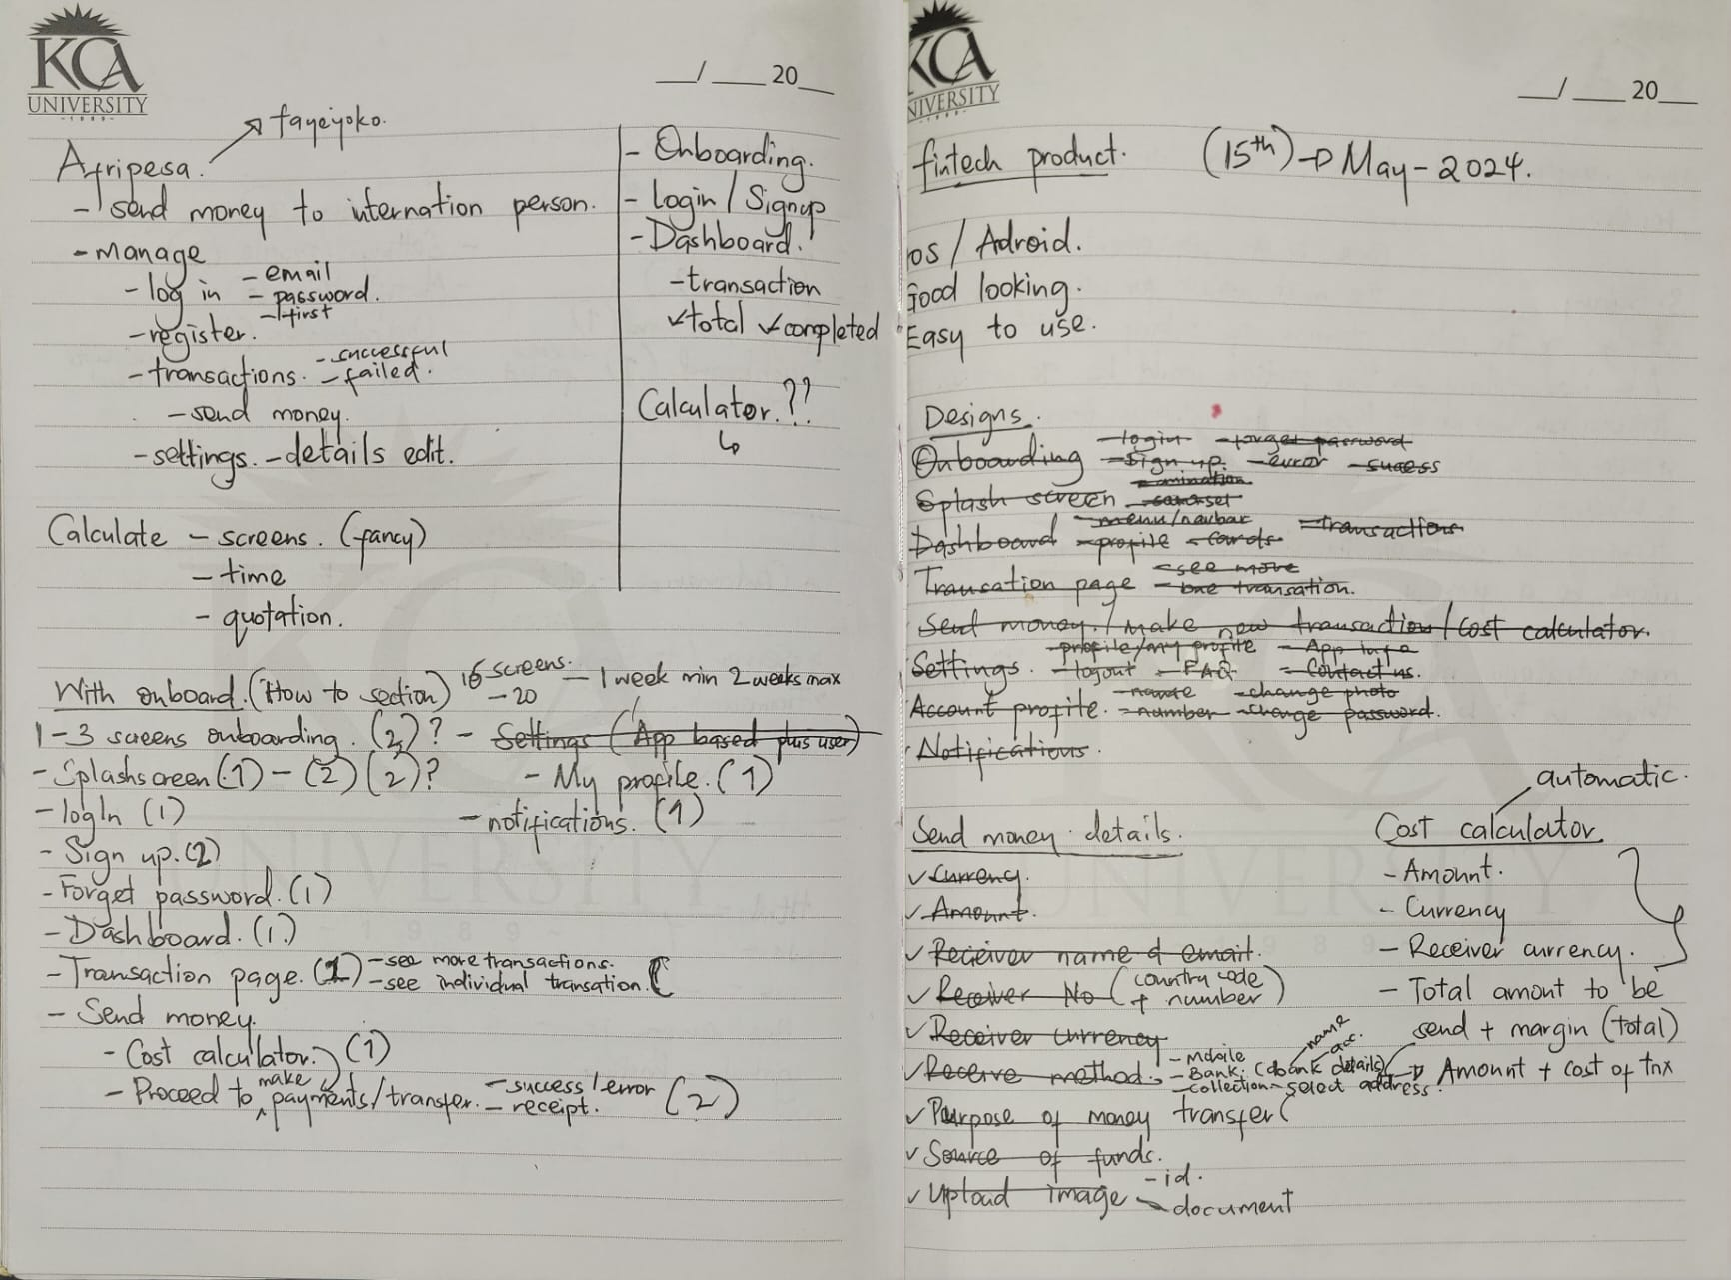 KCA
UNIVERSITY
- 1989 -
__/ ___ 20__
tayeyoko.
Afripesa.
- send money to internation person.
- manage
- log in - email
- password.
- first
- register.
- transactions. - successful
- failed.
- send money.
- settings. - details edit.
- Onboarding.
- Login / Signup
- Dashboard.
- transaction
✓ total ✓ completed
Calculator.??
↳
Calculate - screens. (fancy)
- time
- quotation.
With onboard. (How to section) 16 screens. - 1 week min 2 weeks max
- 20
1-3 screens onboarding. (2)? - Settings (App based plus user)
- Splashscreen (1) - (2) (2)? - My profile. (1)
- logIn (1) - notifications. (1)
- Sign up. (2)
- Forget password. (1)
- Dashboard. (1)
- Transaction page. (1) - see more transactions.
- see individual transation. (
- Send money.
- Cost calculator. (1)
- Proceed to make payments/transfer. - success/error (2)
- receipt.
KCA
UNIVERSITY
__/ ___ 20__
fintech product. (15th) → May - 2024.
ios / Adroid.
Good looking.
Easy to use.
Designs.
Onboarding - login - forget password
- Sign up. - error - sucess
Splash screen
Dashboard - menu/navbar - transactions
- profile - cards
Transcation page - see more
- one transation.
Send money. / Make new transaction / cost calculator.
Settings. - profile/my profile - App info
- logout - FAQ - Contact us.
Account profile. - name - change photo
- number - change password.
Notifications.
automatic.
Send money details.
✓ Currency.
✓ Amount.
✓ Receiver name & email.
✓ Receiver No (country code + number)
✓ Receiver currency
✓ Receive method. - Mobile
- Bank. (bank details) name acc.
- collection - select address.
✓ Purpose of money transfer (
✓ Source of funds.
✓ Upload image - id.
- document
Cost calculator
- Amount.
- Currency
- Receiver currency.
- Total amont to be
send + margin (total)
→ Amount + cost of tnx